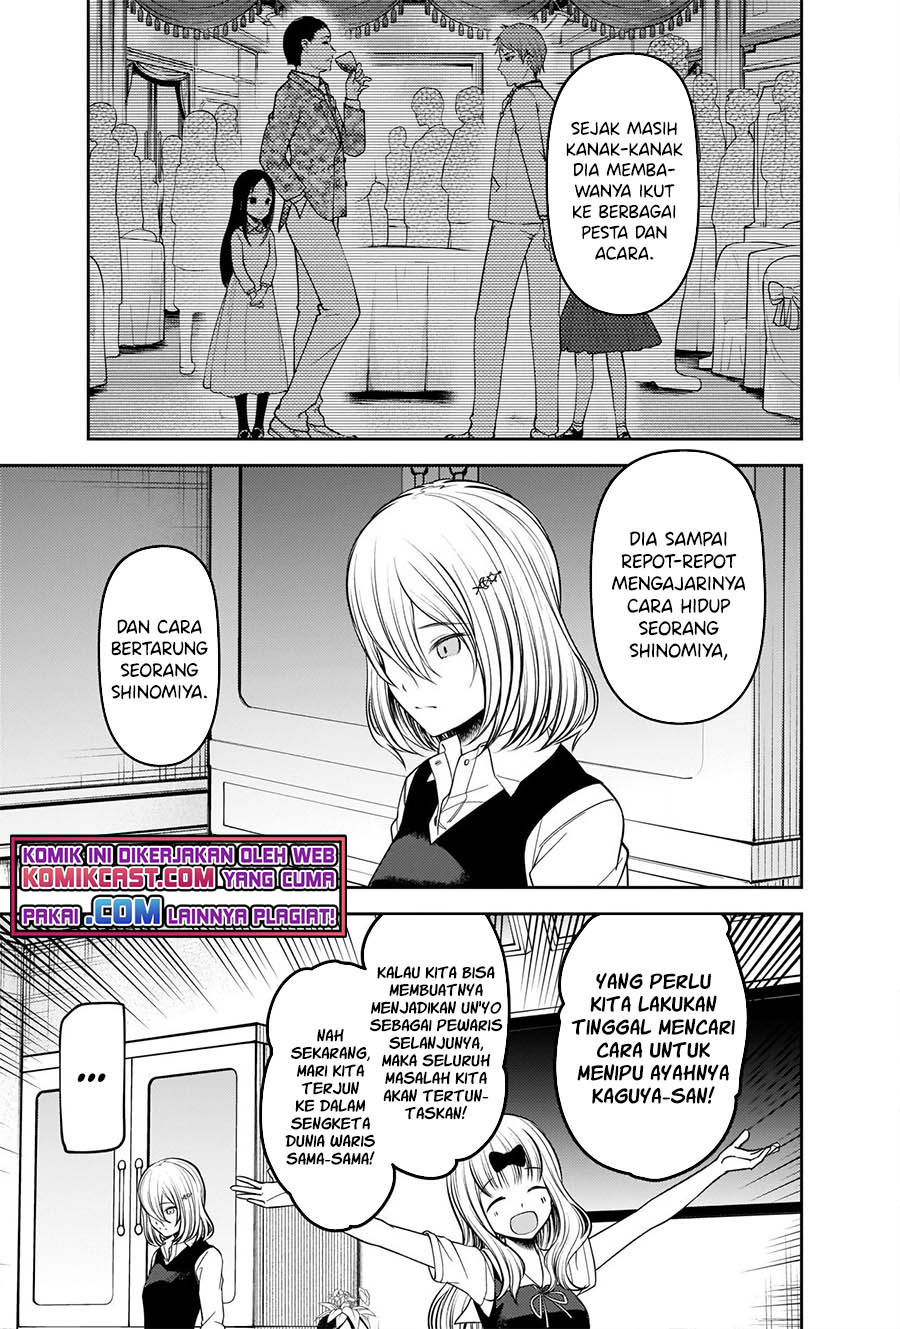 SEJAK MASIH
KANAK-KANAK
DIA MEMBA-
WANYA IKUT
KE BERBAGAI
PESTA DAN
ACARA.
DIA SAMPAI
REPOT-REPOT
MENGAJARINYA
CARA HIDUP
SEORANG
SHINOMIYA,
DAN CARA
BERTARUNG
SEORANG
SHINOMIYA.
KOMIK INI DIKERJAKAN OLEH WEB
KOMIKCAST.COM YANG CUMA
PAKAI .COM LAINNYA PLAGIAT!
YANG PERLU
KITA LAKUKAN
TINGGAL MENCARI
CARA UNTUK
MENIPU AYAHNYA
KAGUYA-SAN!
KALAU KITA BISA
MEMBUATNYA
MENJADIKAN UN'YO
SEBAGAI PEWARIS
SELANJUNYA,
MAKA SELURUH
MASALAH KITA
AKAN TERTUN-
TASKAN!
NAH
SEKARANG,
MARI KITA
TERJUN
KE DALAM
SENGKETA
DUNIA WARIS
SAMA-SAMA!
...